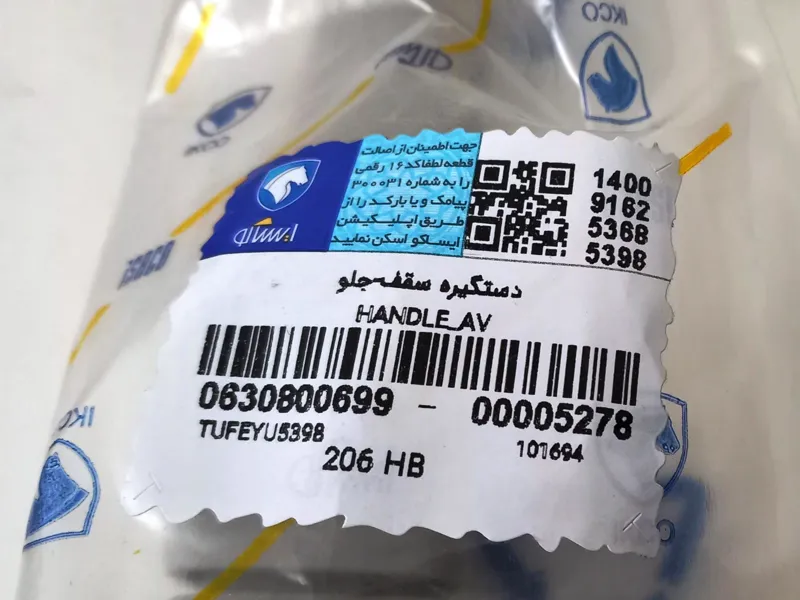 IKCO
جهت اطمینان از اصالت
قطعه لطفا کد ۱۶ رقمی
را به شماره ۳۰۰۰۳۱
پیامک و یا بارکد را از
طریق اپلیکیشن
ایساکو اسکن نمایید
1400
9162
5368
5398
دستگیره سقف-جلو
HANDLE_AV
0630800699 - 00005278
TUFEYU5398
101694
206 HB
IKCO